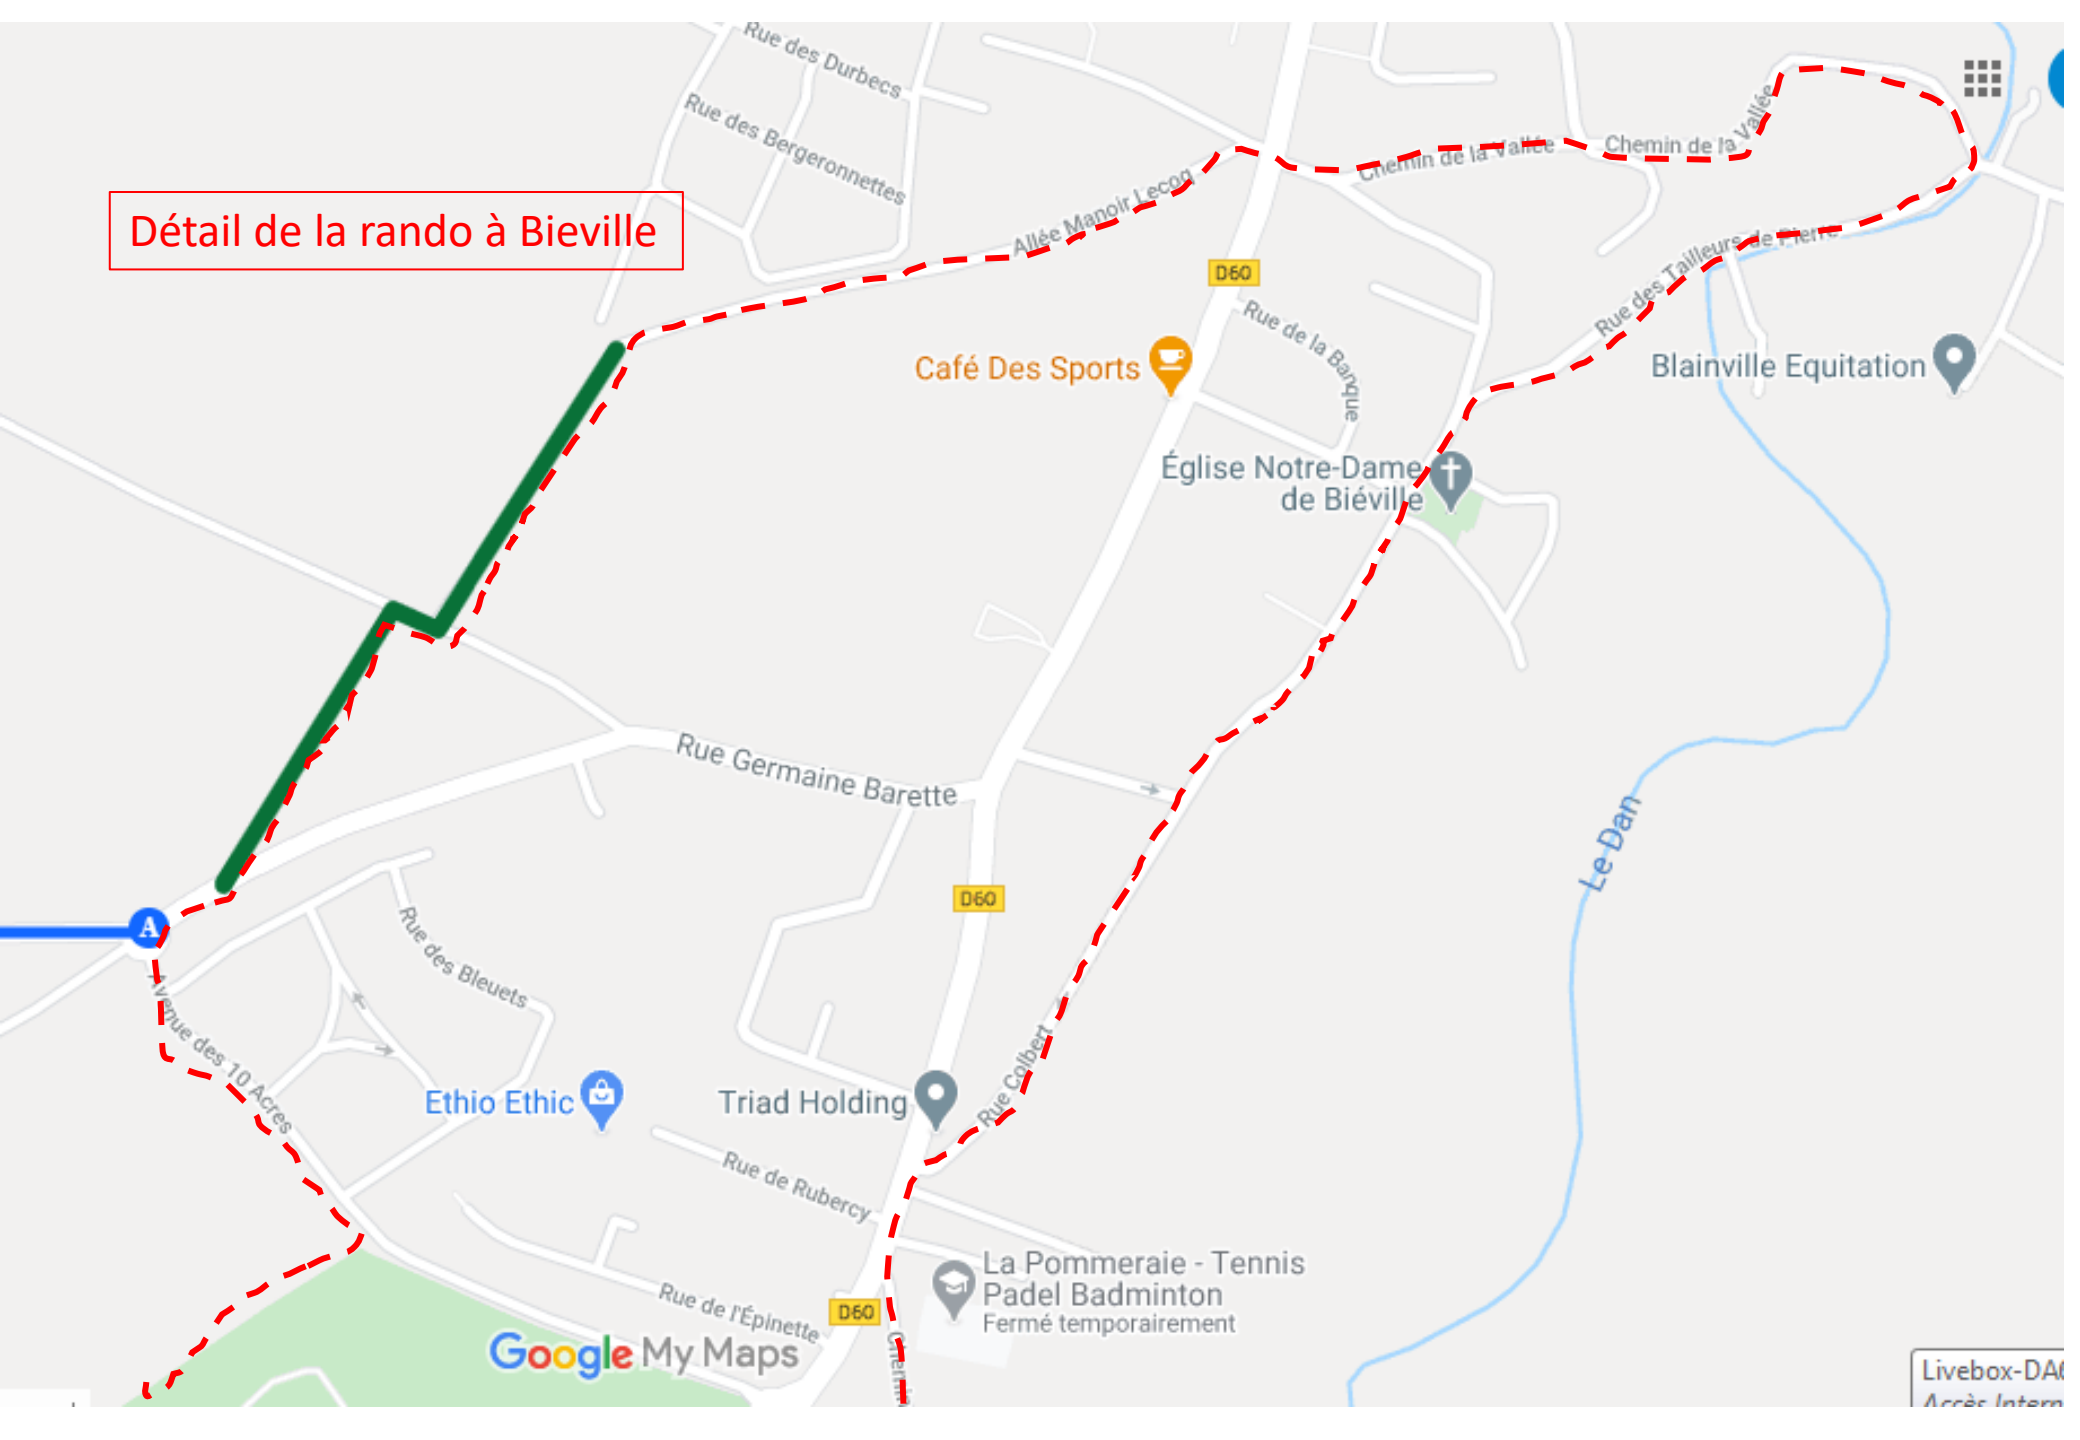 Rue des Durbecs
Rue des Bergeronnettes
Détail de la rando à Bieville
Allée Manoir Lecoq
Chemin de la Vallée
Chemin de la Vallée
D60
Rue de la Banque
Rue des Tailleurs de Pierre
Café Des Sports
Blainville Equitation
Église Notre-Dame
de Biéville
Rue Germaine Barette
Le Dan
D60
A
Rue des Bleuets
Avenue des 10 Acres
Ethio Ethic
Triad Holding
Rue Colbert
Rue de Rubercy
La Pommeraie - Tennis
Padel Badminton
Fermé temporairement
Rue de l'Épinette
D60
Google My Maps
Chemin
Livebox-DA
Accès Intern